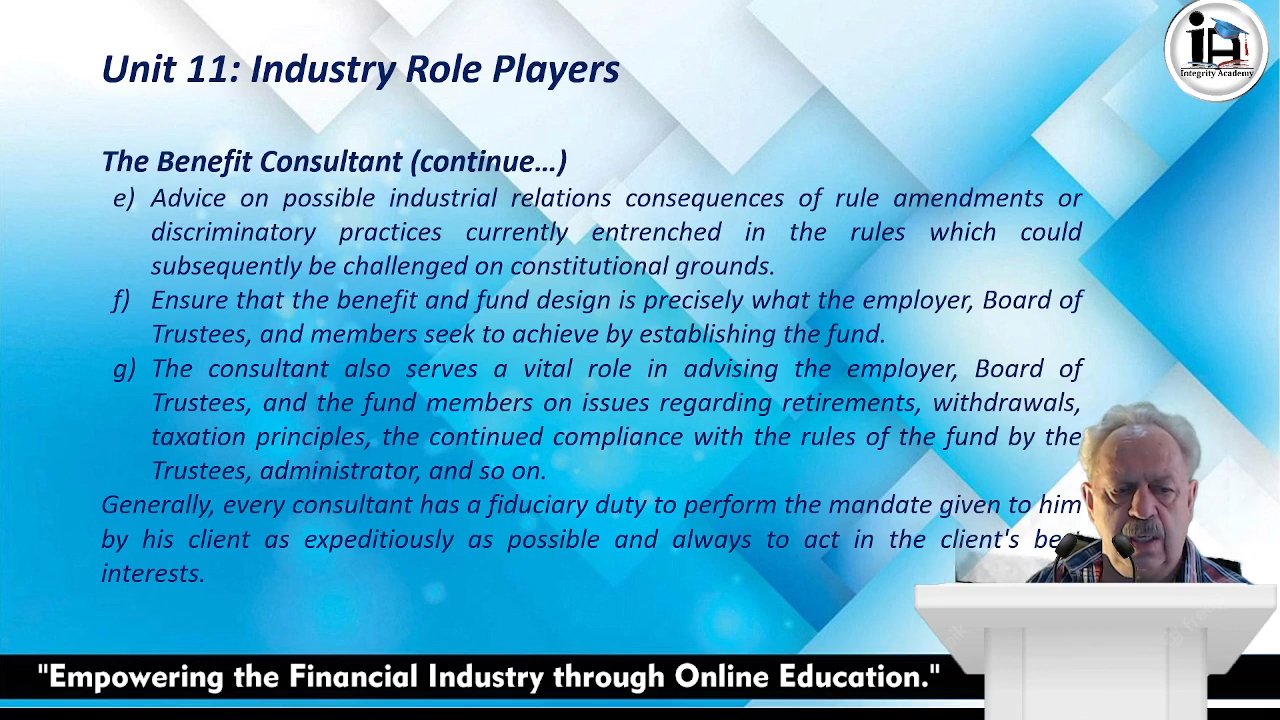 Unit 11: Industry Role Players
Integrity Academy
The Benefit Consultant (continue...)
e) Advice on possible industrial relations consequences of rule amendments or
discriminatory practices currently entrenched in the rules which could
subsequently be challenged on constitutional grounds.
f) Ensure that the benefit and fund design is precisely what the employer, Board of
Trustees, and members seek to achieve by establishing the fund.
g) The consultant also serves a vital role in advising the employer, Board of
Trustees, and the fund members on issues regarding retirements, withdrawals,
taxation principles, the continued compliance with the rules of the fund by the
Trustees, administrator, and so on.
Generally, every consultant has a fiduciary duty to perform the mandate given to him
by his client as expeditiously as possible and always to act in the client's best
interests.
"Empowering the Financial Industry through Online Education."